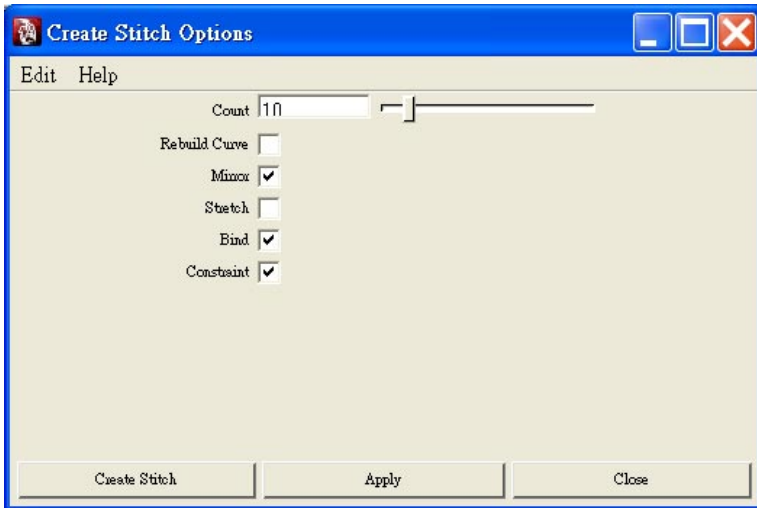 Create Stitch Options
Edit Help
Count 10
Rebuild Curve
Mirror
Stretch
Bind
Constraint
Create Stitch Apply Close